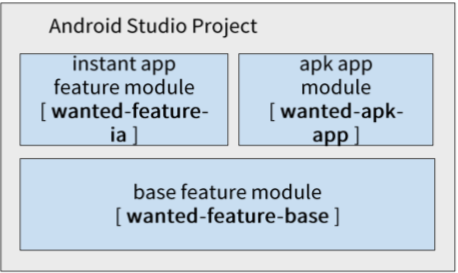 Android Studio Project
instant app
feature module
[ wanted-feature-
ia ]
apk app
module
[ wanted-apk-
app ]
base feature module
[ wanted-feature-base ]